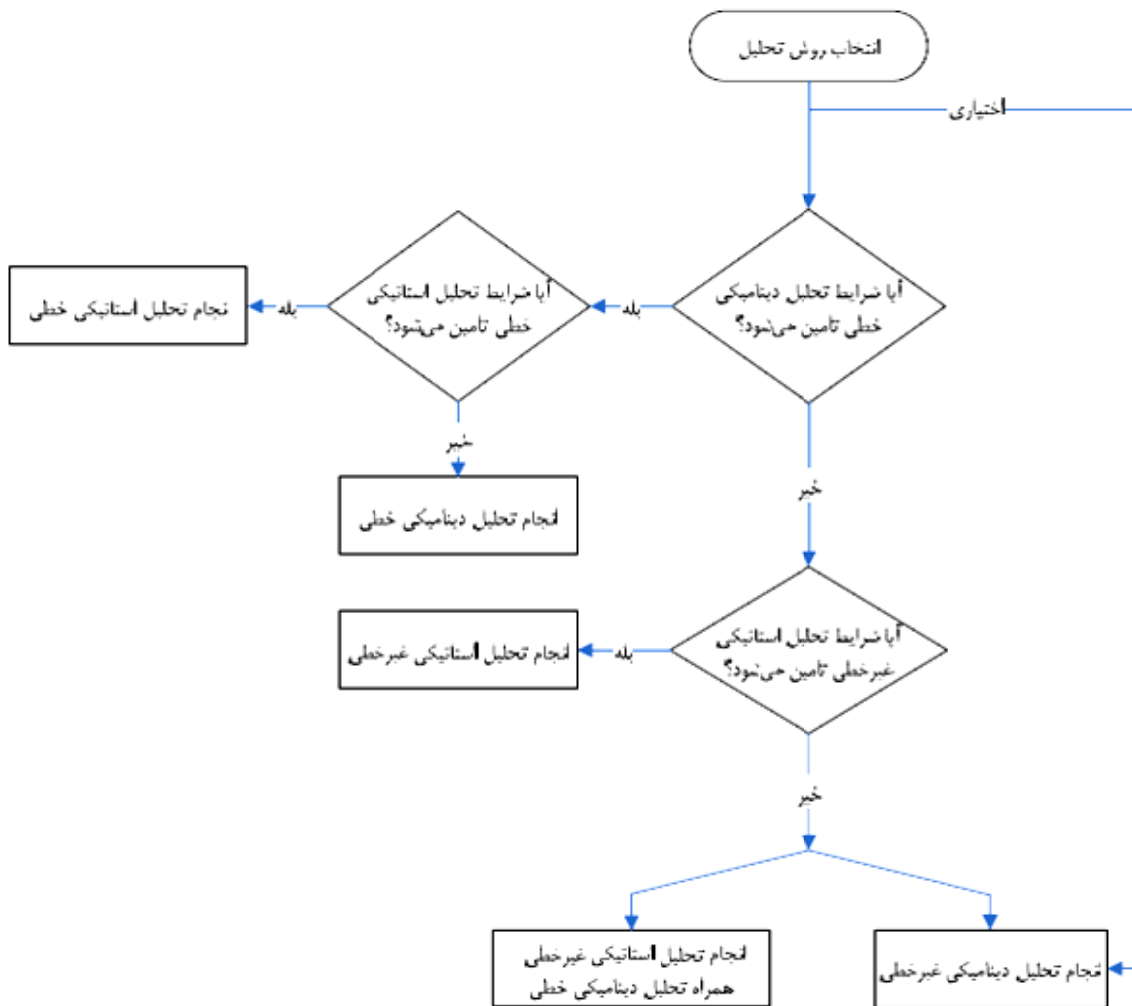 انتخاب روش تحلیل
اختیاری
آیا شرایط تحلیل دینامیکی
خطی تامین می‌شود؟
بله
آیا شرایط تحلیل استاتیکی
خطی تامین می‌شود؟
بله
انجام تحلیل استاتیکی خطی
خیر
انجام تحلیل دینامیکی خطی
خیر
آیا شرایط تحلیل استاتیکی
غیرخطی تامین می‌شود؟
بله
انجام تحلیل استاتیکی غیرخطی
خیر
انجام تحلیل دینامیکی غیرخطی
انجام تحلیل استاتیکی غیرخطی
همراه تحلیل دینامیکی خطی